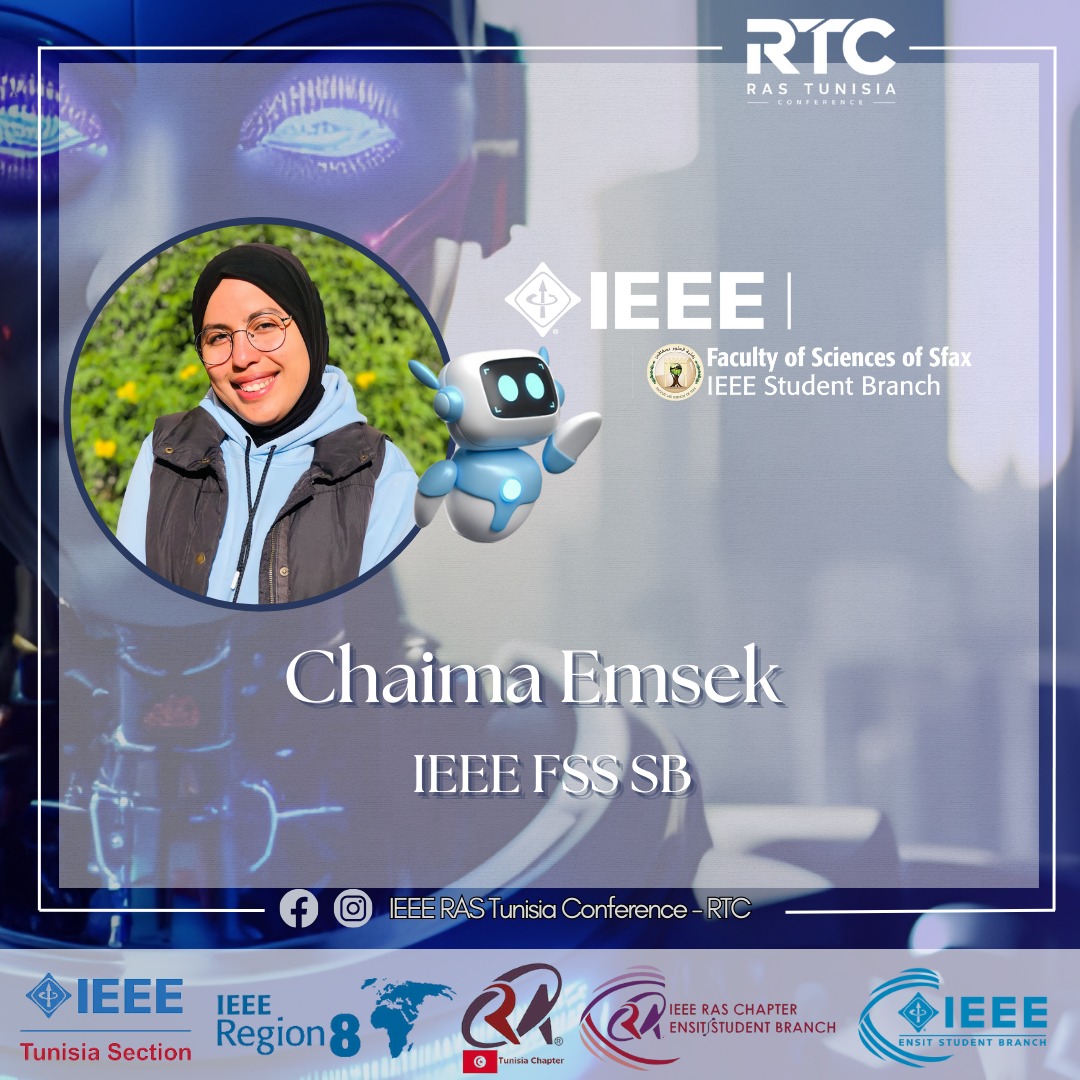 RTC
RAS TUNISIA
CONFERENCE
IEEE
Faculty of Sciences of Sfax
IEEE Student Branch
Chaima Emsek
IEEE FSS SB
IEEE RAS Tunisia Conference - RTC
IEEE
Tunisia Section
IEEE
Region 8
RA
®
Tunisia Chapter
RA
IEEE RAS CHAPTER
ENSIT STUDENT BRANCH
IEEE
ENSIT STUDENT BRANCH